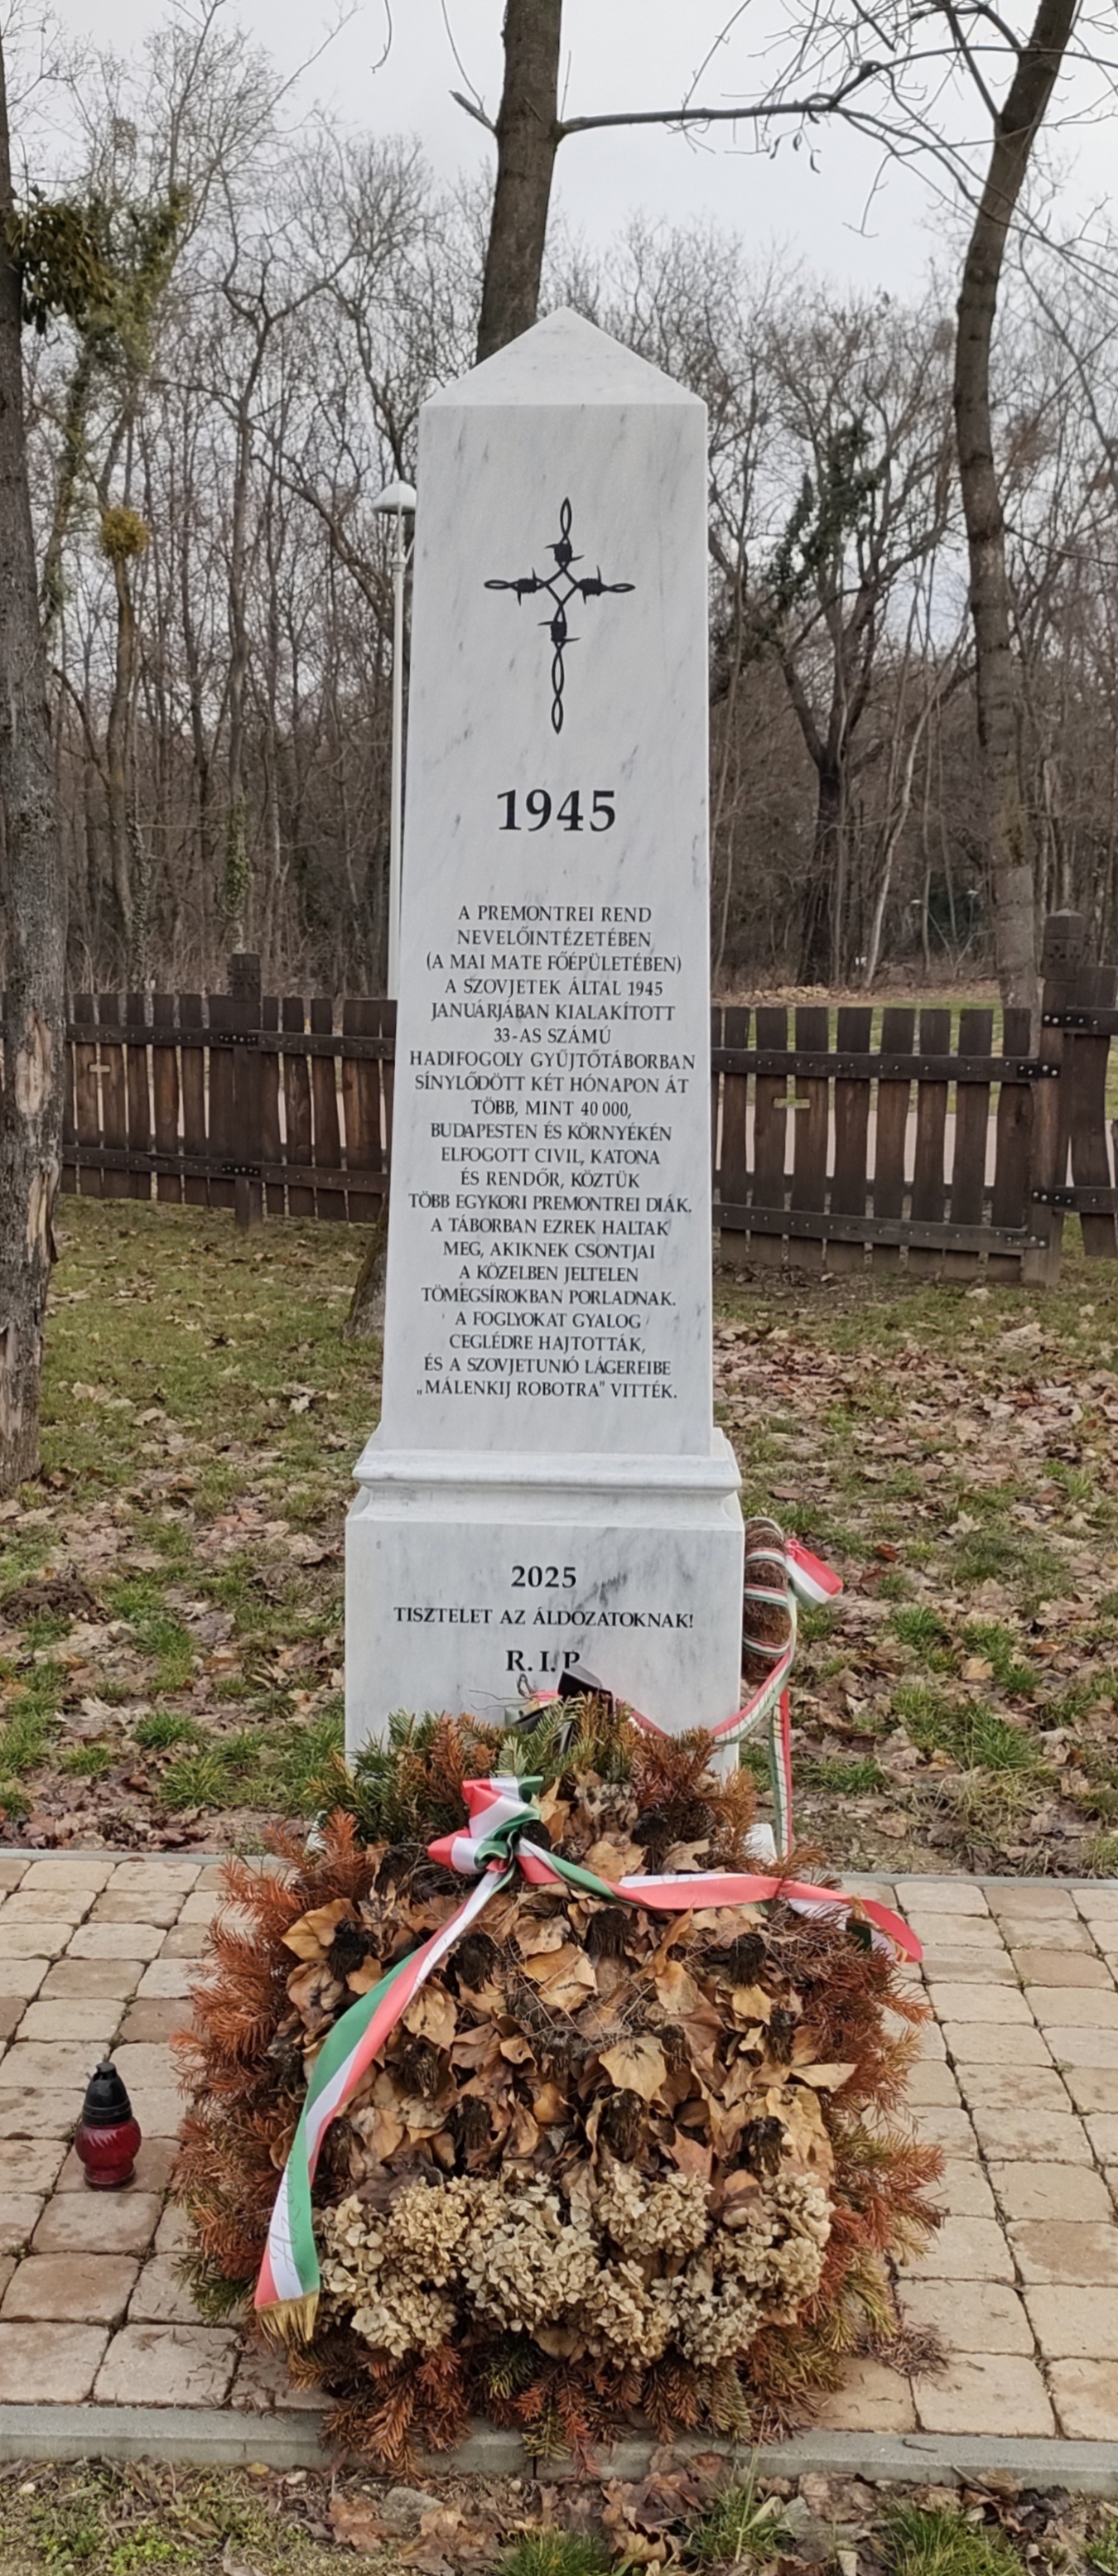 1945
A PREMONTREI REND
NEVELŐINTÉZETÉBEN
(A MAI MATE FŐÉPÜLETÉBEN)
A SZOVJETEK ÁLTAL 1945
JANUÁRJÁBAN KIALAKÍTOTT
33-AS SZÁMÚ
HADIFOGOLY GYŰJTŐTÁBORBAN
SÍNYLŐDÖTT KÉT HÓNAPON ÁT
TÖBB, MINT 40 000,
BUDAPESTEN ÉS KÖRNYÉKÉN
ELFOGOTT CIVIL, KATONA
ÉS RENDŐR, KÖZTÜK
TÖBB EGYKORI PREMONTREI DIÁK.
A TÁBORBAN EZREK HALTAK
MEG, AKIKNEK CSONTJAI
A KÖZELBEN JELTELEN
TÖMEGSÍROKBAN PORLADNAK.
A FOGLYOKAT GYALOG
CEGLÉDRE HAJTOTTÁK,
ÉS A SZOVJETUNIÓ LÁGEREIBE
„MÁLENKIJ ROBOTRA" VITTÉK.
2025
TISZTELET AZ ÁLDOZATOKNAK!
R. I. P.